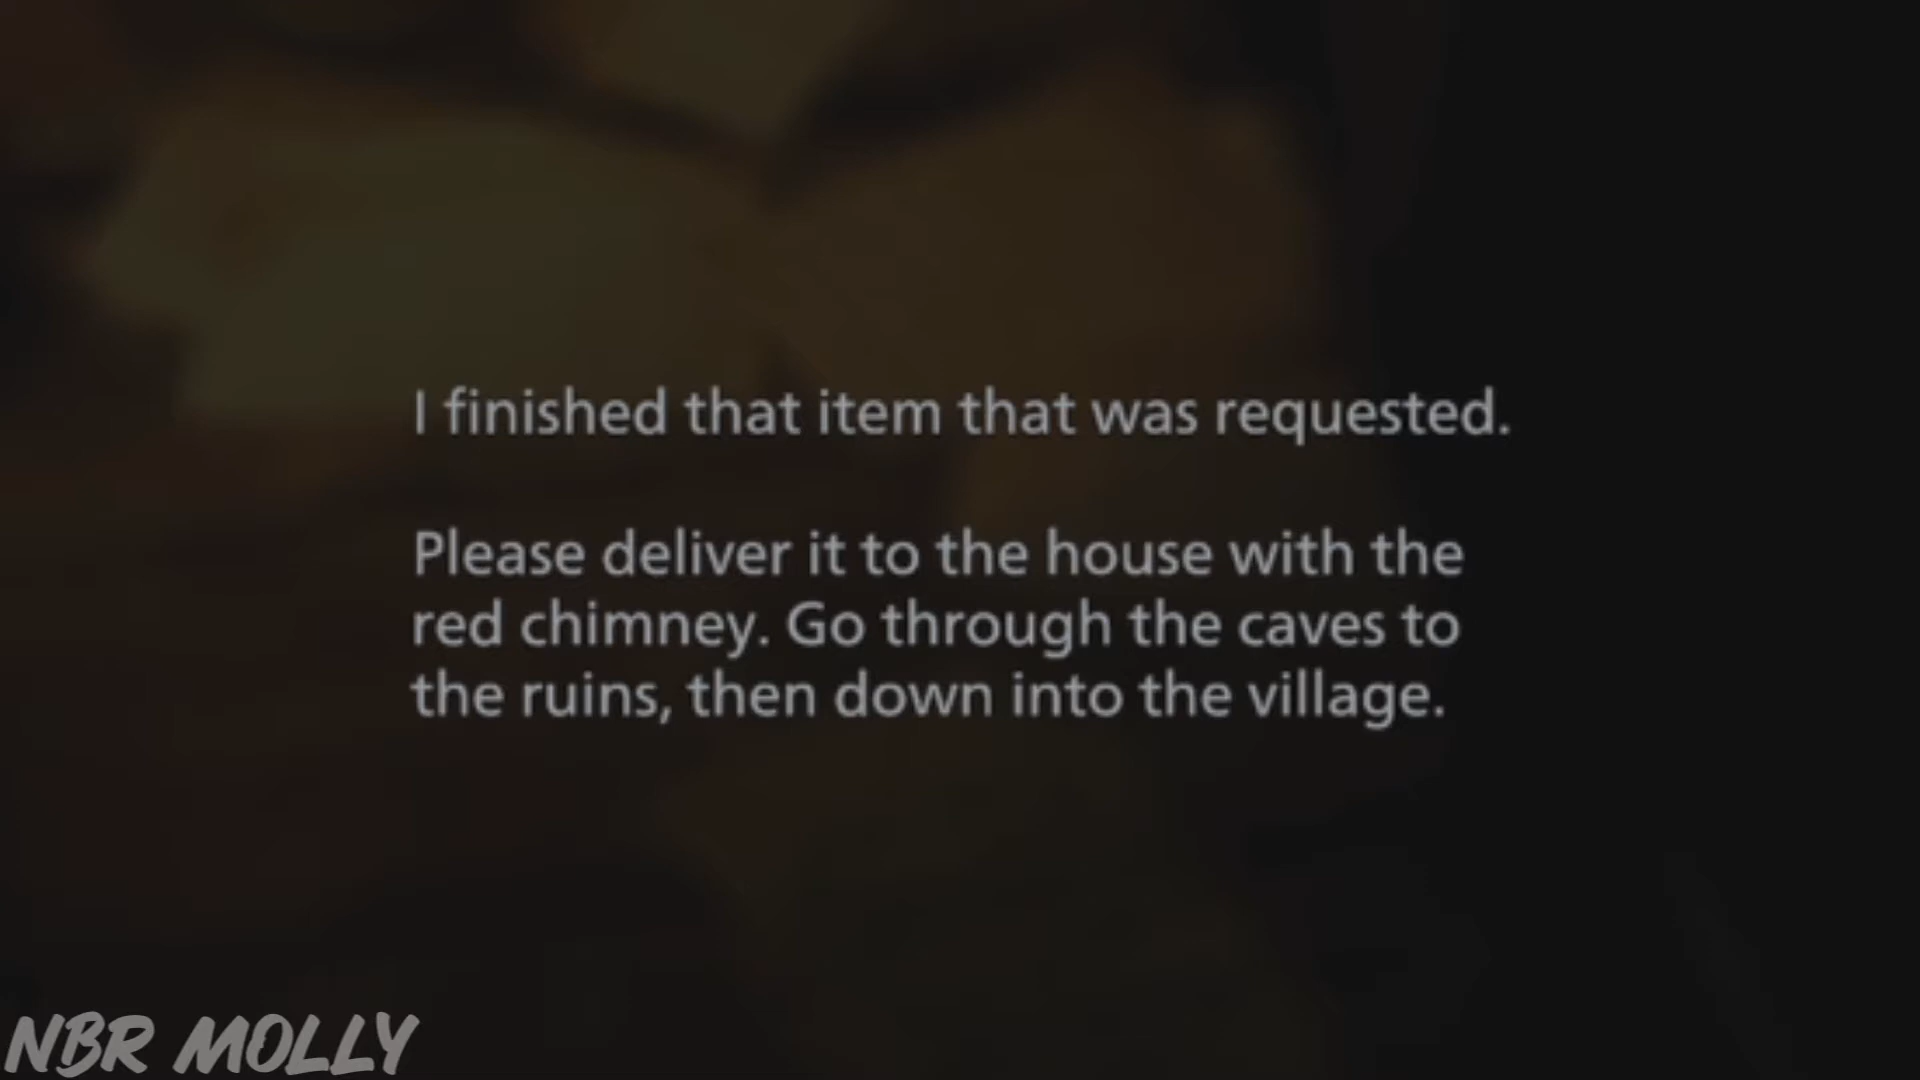 I finished that item that was requested.
Please deliver it to the house with the
red chimney. Go through the caves to
the ruins, then down into the village.
NBR MOLLY